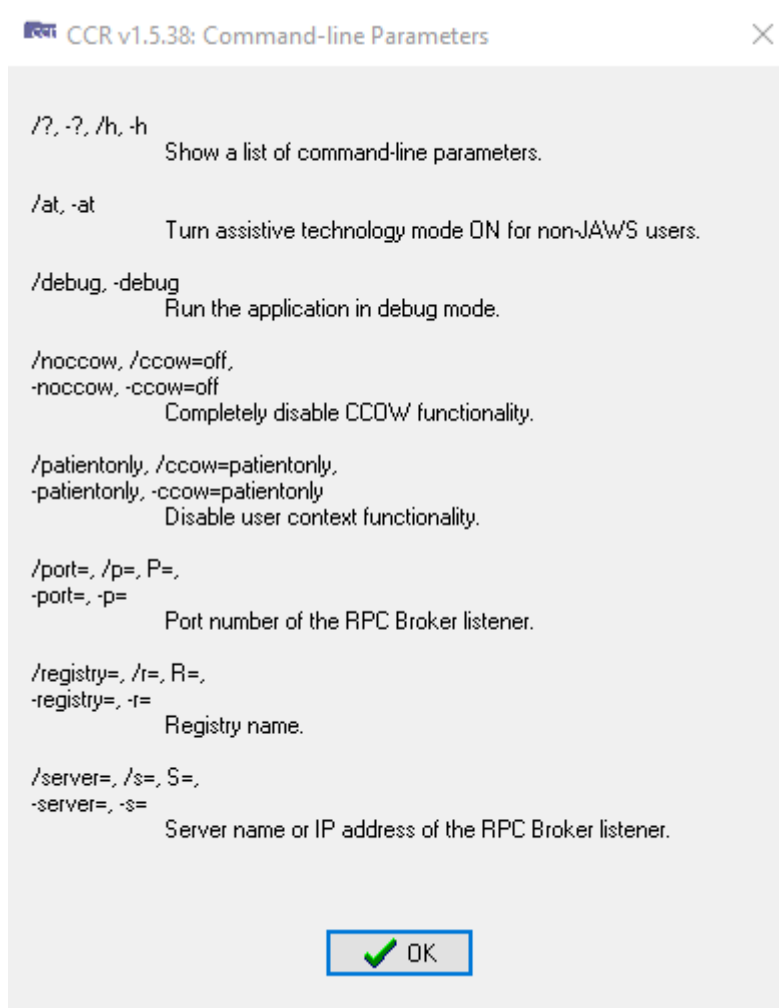 CCR CCR v1.5.38: Command-line Parameters
/?, -?, /h, -h
Show a list of command-line parameters.
/at, -at
Turn assistive technology mode ON for non-JAWS users.
/debug, -debug
Run the application in debug mode.
/noccow, /ccow=off,
-noccow, -ccow=off
Completely disable CCOW functionality.
/patientonly, /ccow=patientonly,
-patientonly, -ccow=patientonly
Disable user context functionality.
/port=, /p=, P=,
-port=, -p=
Port number of the RPC Broker listener.
/registry=, /r=, R=,
-registry=, -r=
Registry name.
/server=, /s=, S=,
-server=, -s=
Server name or IP address of the RPC Broker listener.
OK